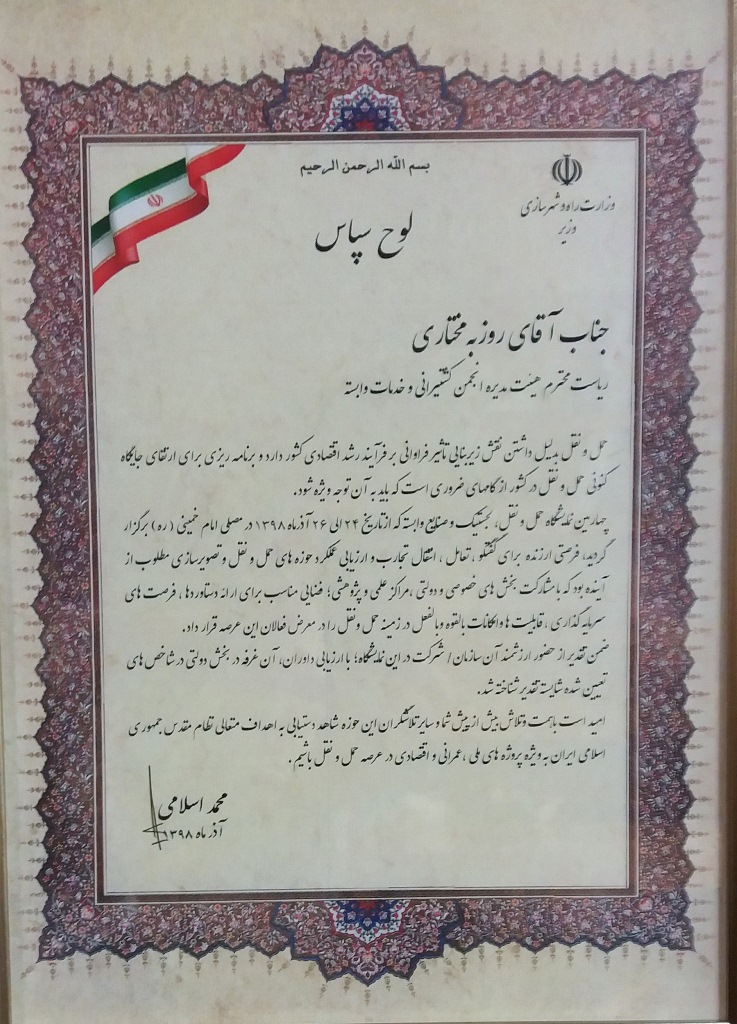 بسم الله الرحمن الرحیم
وزارت راه و شهرسازی
وزیر
لوح سپاس
جناب آقای روزبه مختاری
ریاست محترم هیئت مدیره انجمن کشتیرانی و خدمات وابسته
حمل و نقل بدلیل داشتن نقش زیربنایی تاثیر فراوانی بر فرآیند رشد اقتصادی کشور دارد و برنامه ریزی برای ارتقای جایگاه
کنونی حمل و نقل در کشور از گامهای ضروری است که باید به آن توجه ویژه شود.
چهارمین نمایشگاه حمل و نقل، لجستیک و صنایع وابسته که از تاریخ ۲۴ الی ۲۶ آذرماه ۱۳۹۸ در مصلی امام خمینی (ره) برگزار
گردید، فرصتی ارزنده برای گفتگو، تعامل، انتقال تجارب و ارزیابی عملکرد حوزه های حمل و نقل و تصویرسازی مطلوب از
آینده بود که با مشارکت بخش های خصوصی و دولتی، مراکز علمی و پژوهشی؛ فضایی مناسب برای ارائه دستاوردها، فرصت های
سرمایه گذاری، قابلیت ها و امکانات بالقوه و بالفعل در زمینه حمل و نقل را در معرض فعالان این عرصه قرار داد.
ضمن تقدیر از حضور ارزشمند آن سازمان / شرکت در این نمایشگاه؛ با ارزیابی داوران، آن غرفه در بخش دولتی در شاخص های
تعیین شده شایسته تقدیر شناخته شد.
امید است با همت و تلاش بیش از پیش شما و سایر تلاشگران این حوزه شاهد دستیابی به اهداف متعالی نظام مقدس جمهوری
اسلامی ایران به ویژه پروژه های ملی، عمرانی و اقتصادی در عرصه حمل و نقل باشیم.
محمد اسلامی
آذر ماه ۱۳۹۸